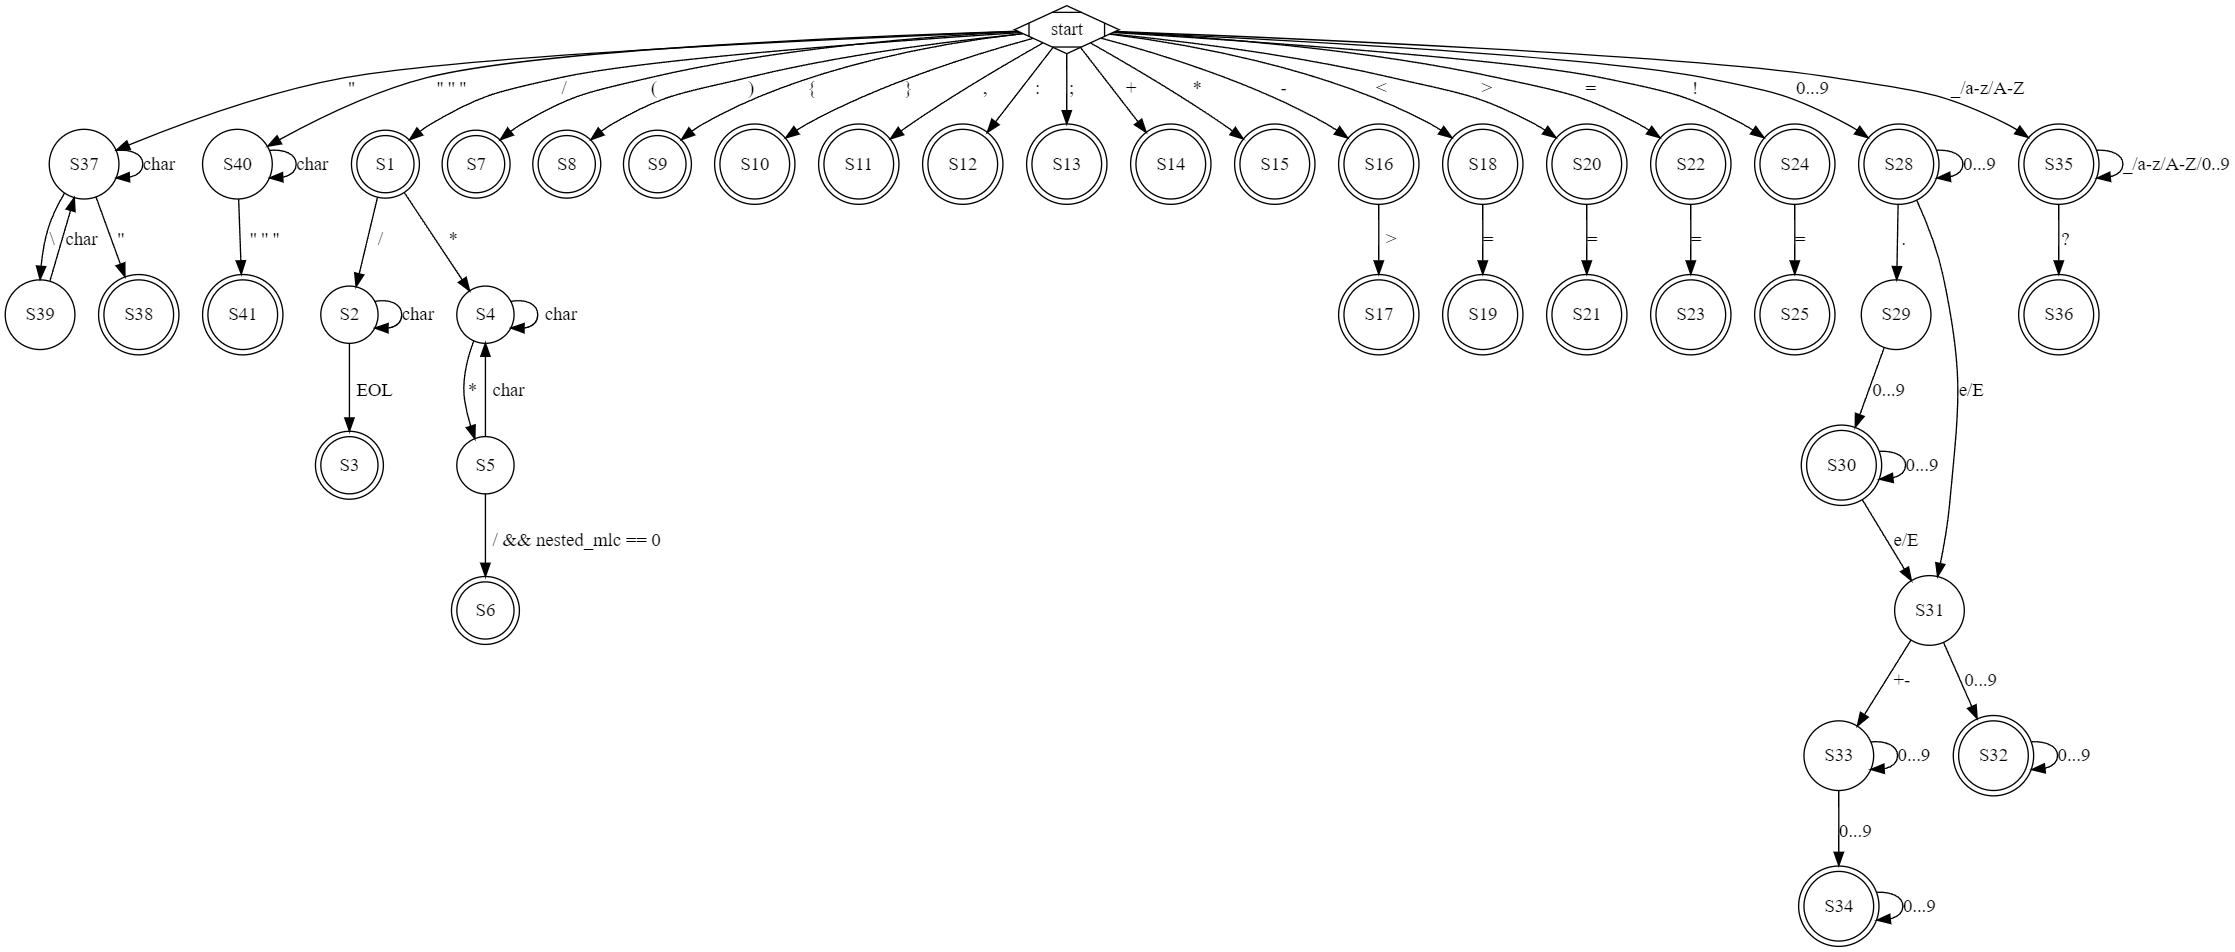 start
" " " " / ( ) { } , : ; + * - < > = ! 0...9 _/a-z/A-Z
S37 char S40 char S1 S7 S8 S9 S10 S11 S12 S13 S14 S15 S16 S18 S20 S22 S24 S28 0...9 S35 _/a-z/A-Z/0..9
\ char " " " " / * > = = = = . ?
S39 S38 S41 S2 char S4 char S17 S19 S21 S23 S25 S29 S36
EOL * char 0...9 e/E
S3 S5 S30 0...9
/ && nested_mlc == 0 e/E
S6 S31
+- 0...9
S33 0...9 S32 0...9
0...9
S34 0...9